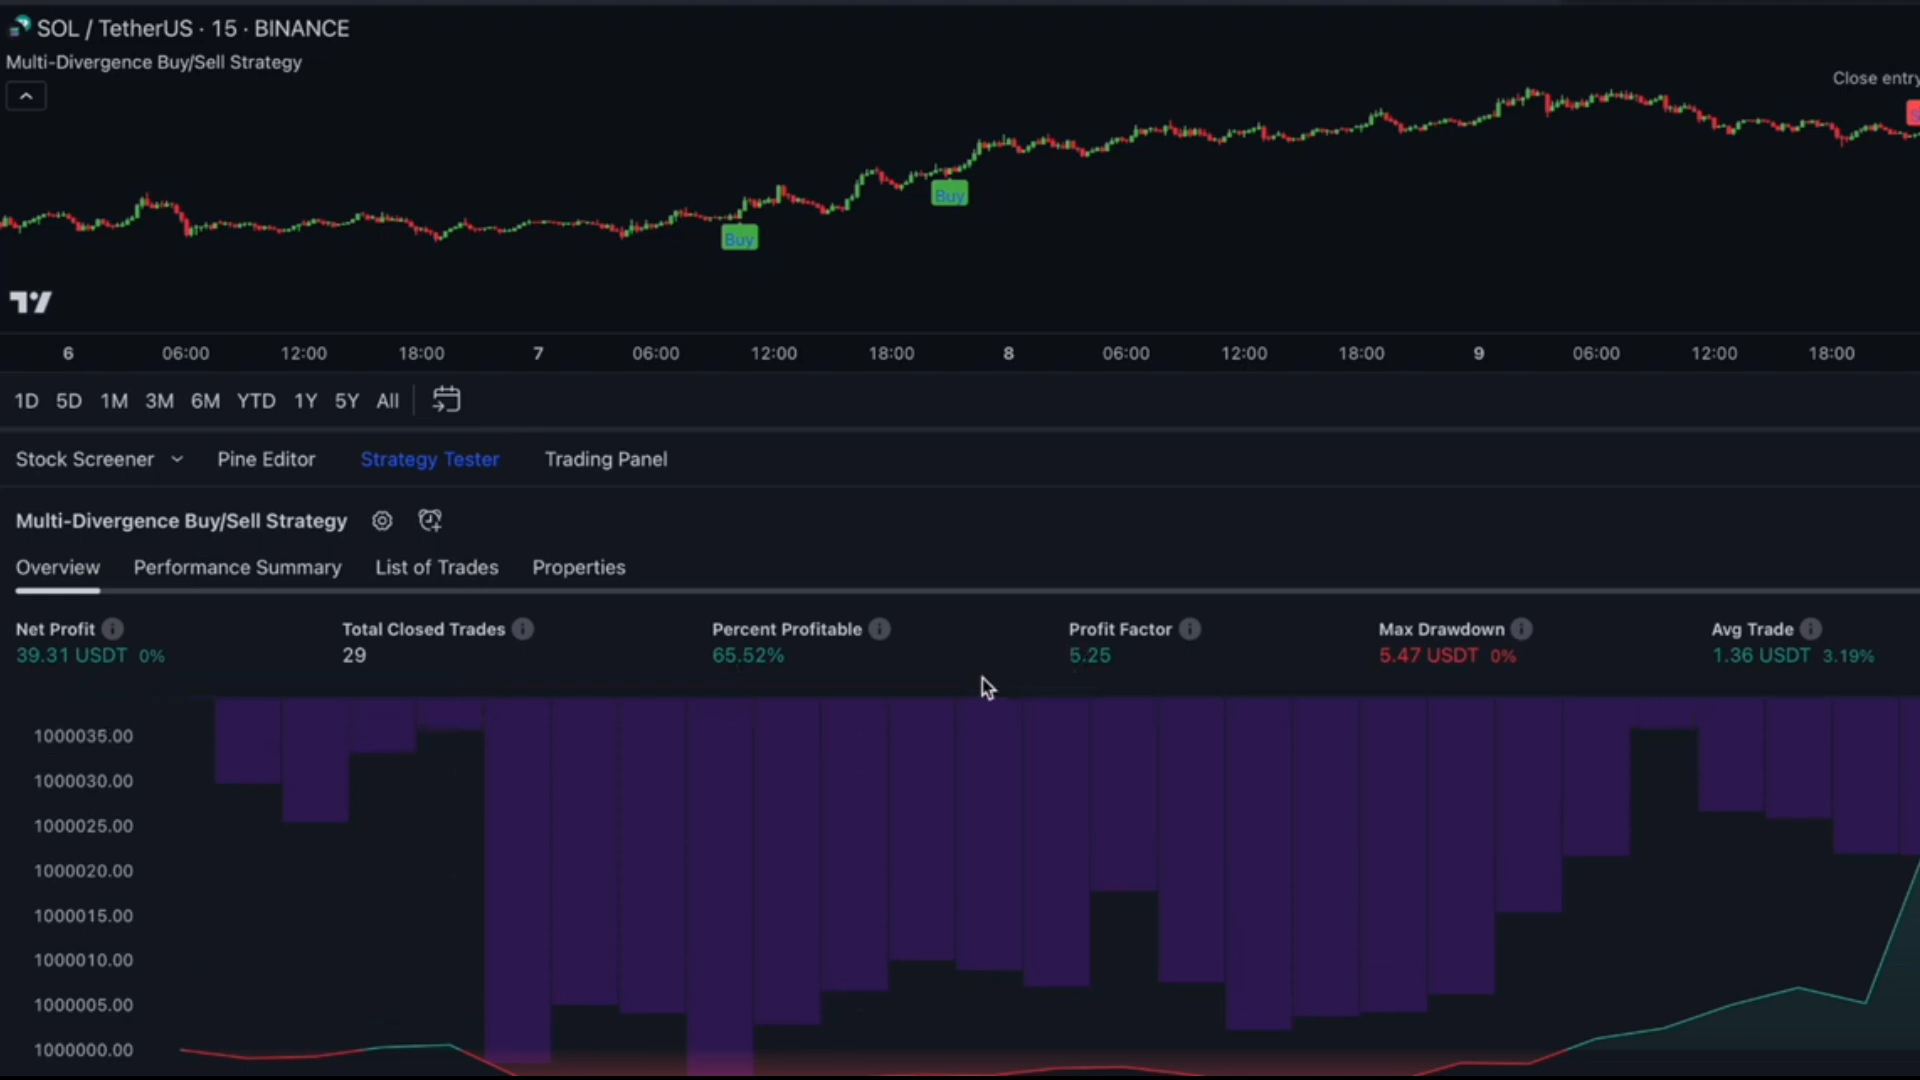 SOL / TetherUS · 15 · BINANCE
Multi-Divergence Buy/Sell Strategy
Close entry
Buy
Buy
6 06:00 12:00 18:00 7 06:00 12:00 18:00 8 06:00 12:00 18:00 9 06:00 12:00 18:00
1D 5D 1M 3M 6M YTD 1Y 5Y All
Stock Screener Pine Editor Strategy Tester Trading Panel
Multi-Divergence Buy/Sell Strategy
Overview Performance Summary List of Trades Properties
Net Profit Total Closed Trades Percent Profitable Profit Factor Max Drawdown Avg Trade
39.31 USDT 0% 29 65.52% 5.25 5.47 USDT 0% 1.36 USDT 3.19%
1000035.00
1000030.00
1000025.00
1000020.00
1000015.00
1000010.00
1000005.00
1000000.00